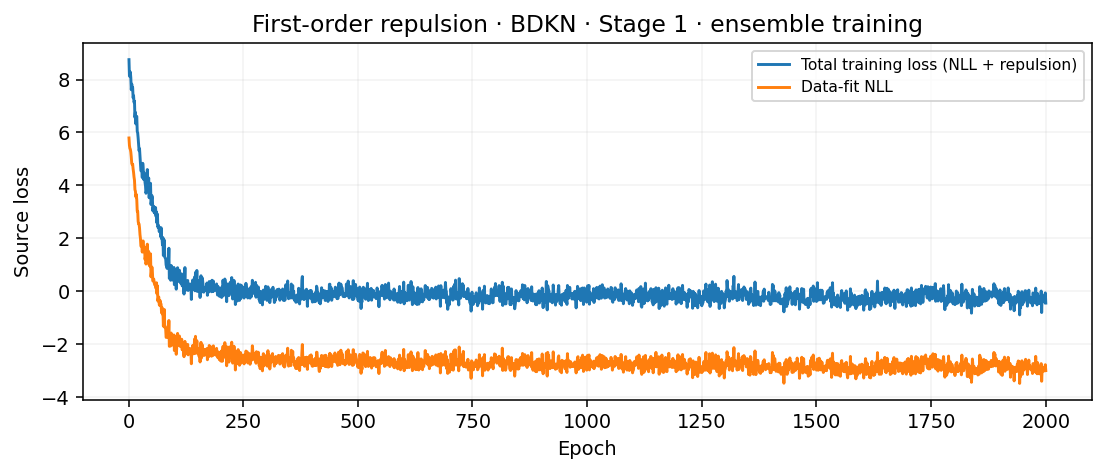 First-order repulsion · BDKN · Stage 1 · ensemble training
Total training loss (NLL + repulsion)
Data-fit NLL
Source loss
8
6
4
2
0
−2
−4
0 250 500 750 1000 1250 1500 1750 2000
Epoch